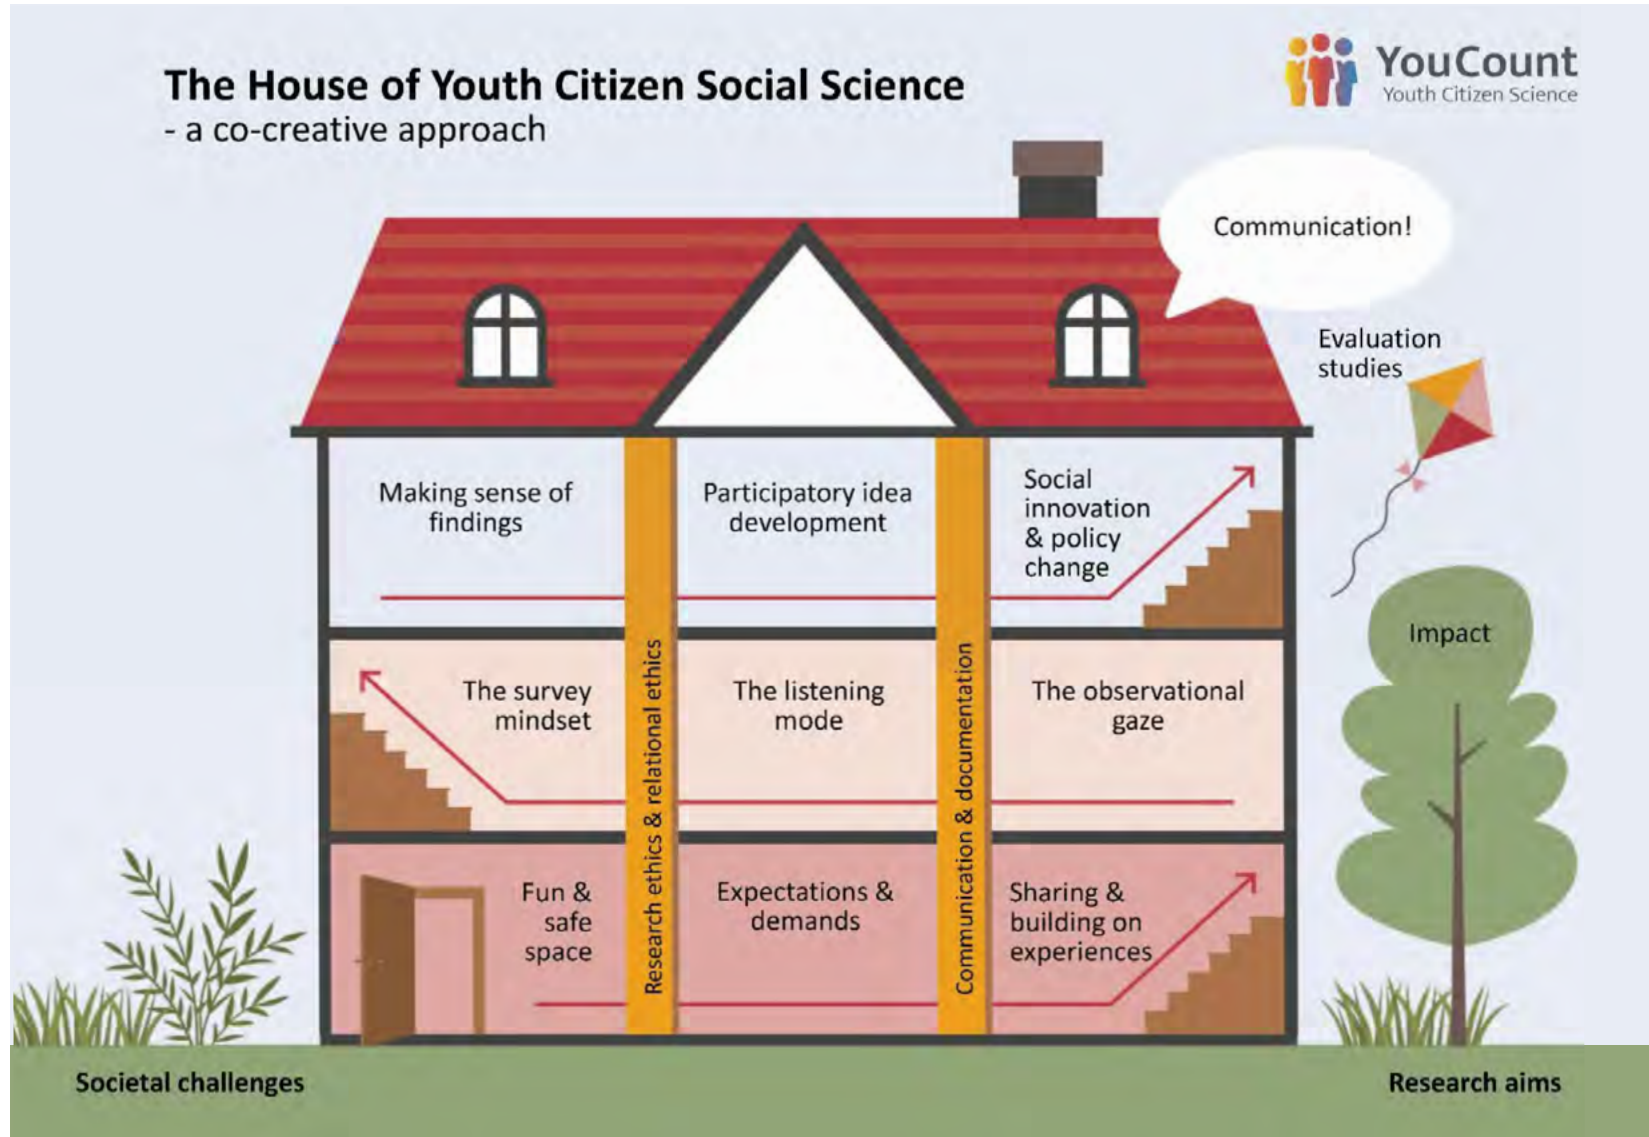 The House of Youth Citizen Social Science
- a co-creative approach
YouCount
Youth Citizen Science
Communication!
Evaluation
studies
Making sense of
findings
Participatory idea
development
Social
innovation
& policy
change
Impact
The survey
mindset
The listening
mode
The observational
gaze
Research ethics & relational ethics
Communication & documentation
Fun &
safe
space
Expectations &
demands
Sharing &
building on
experiences
Societal challenges
Research aims